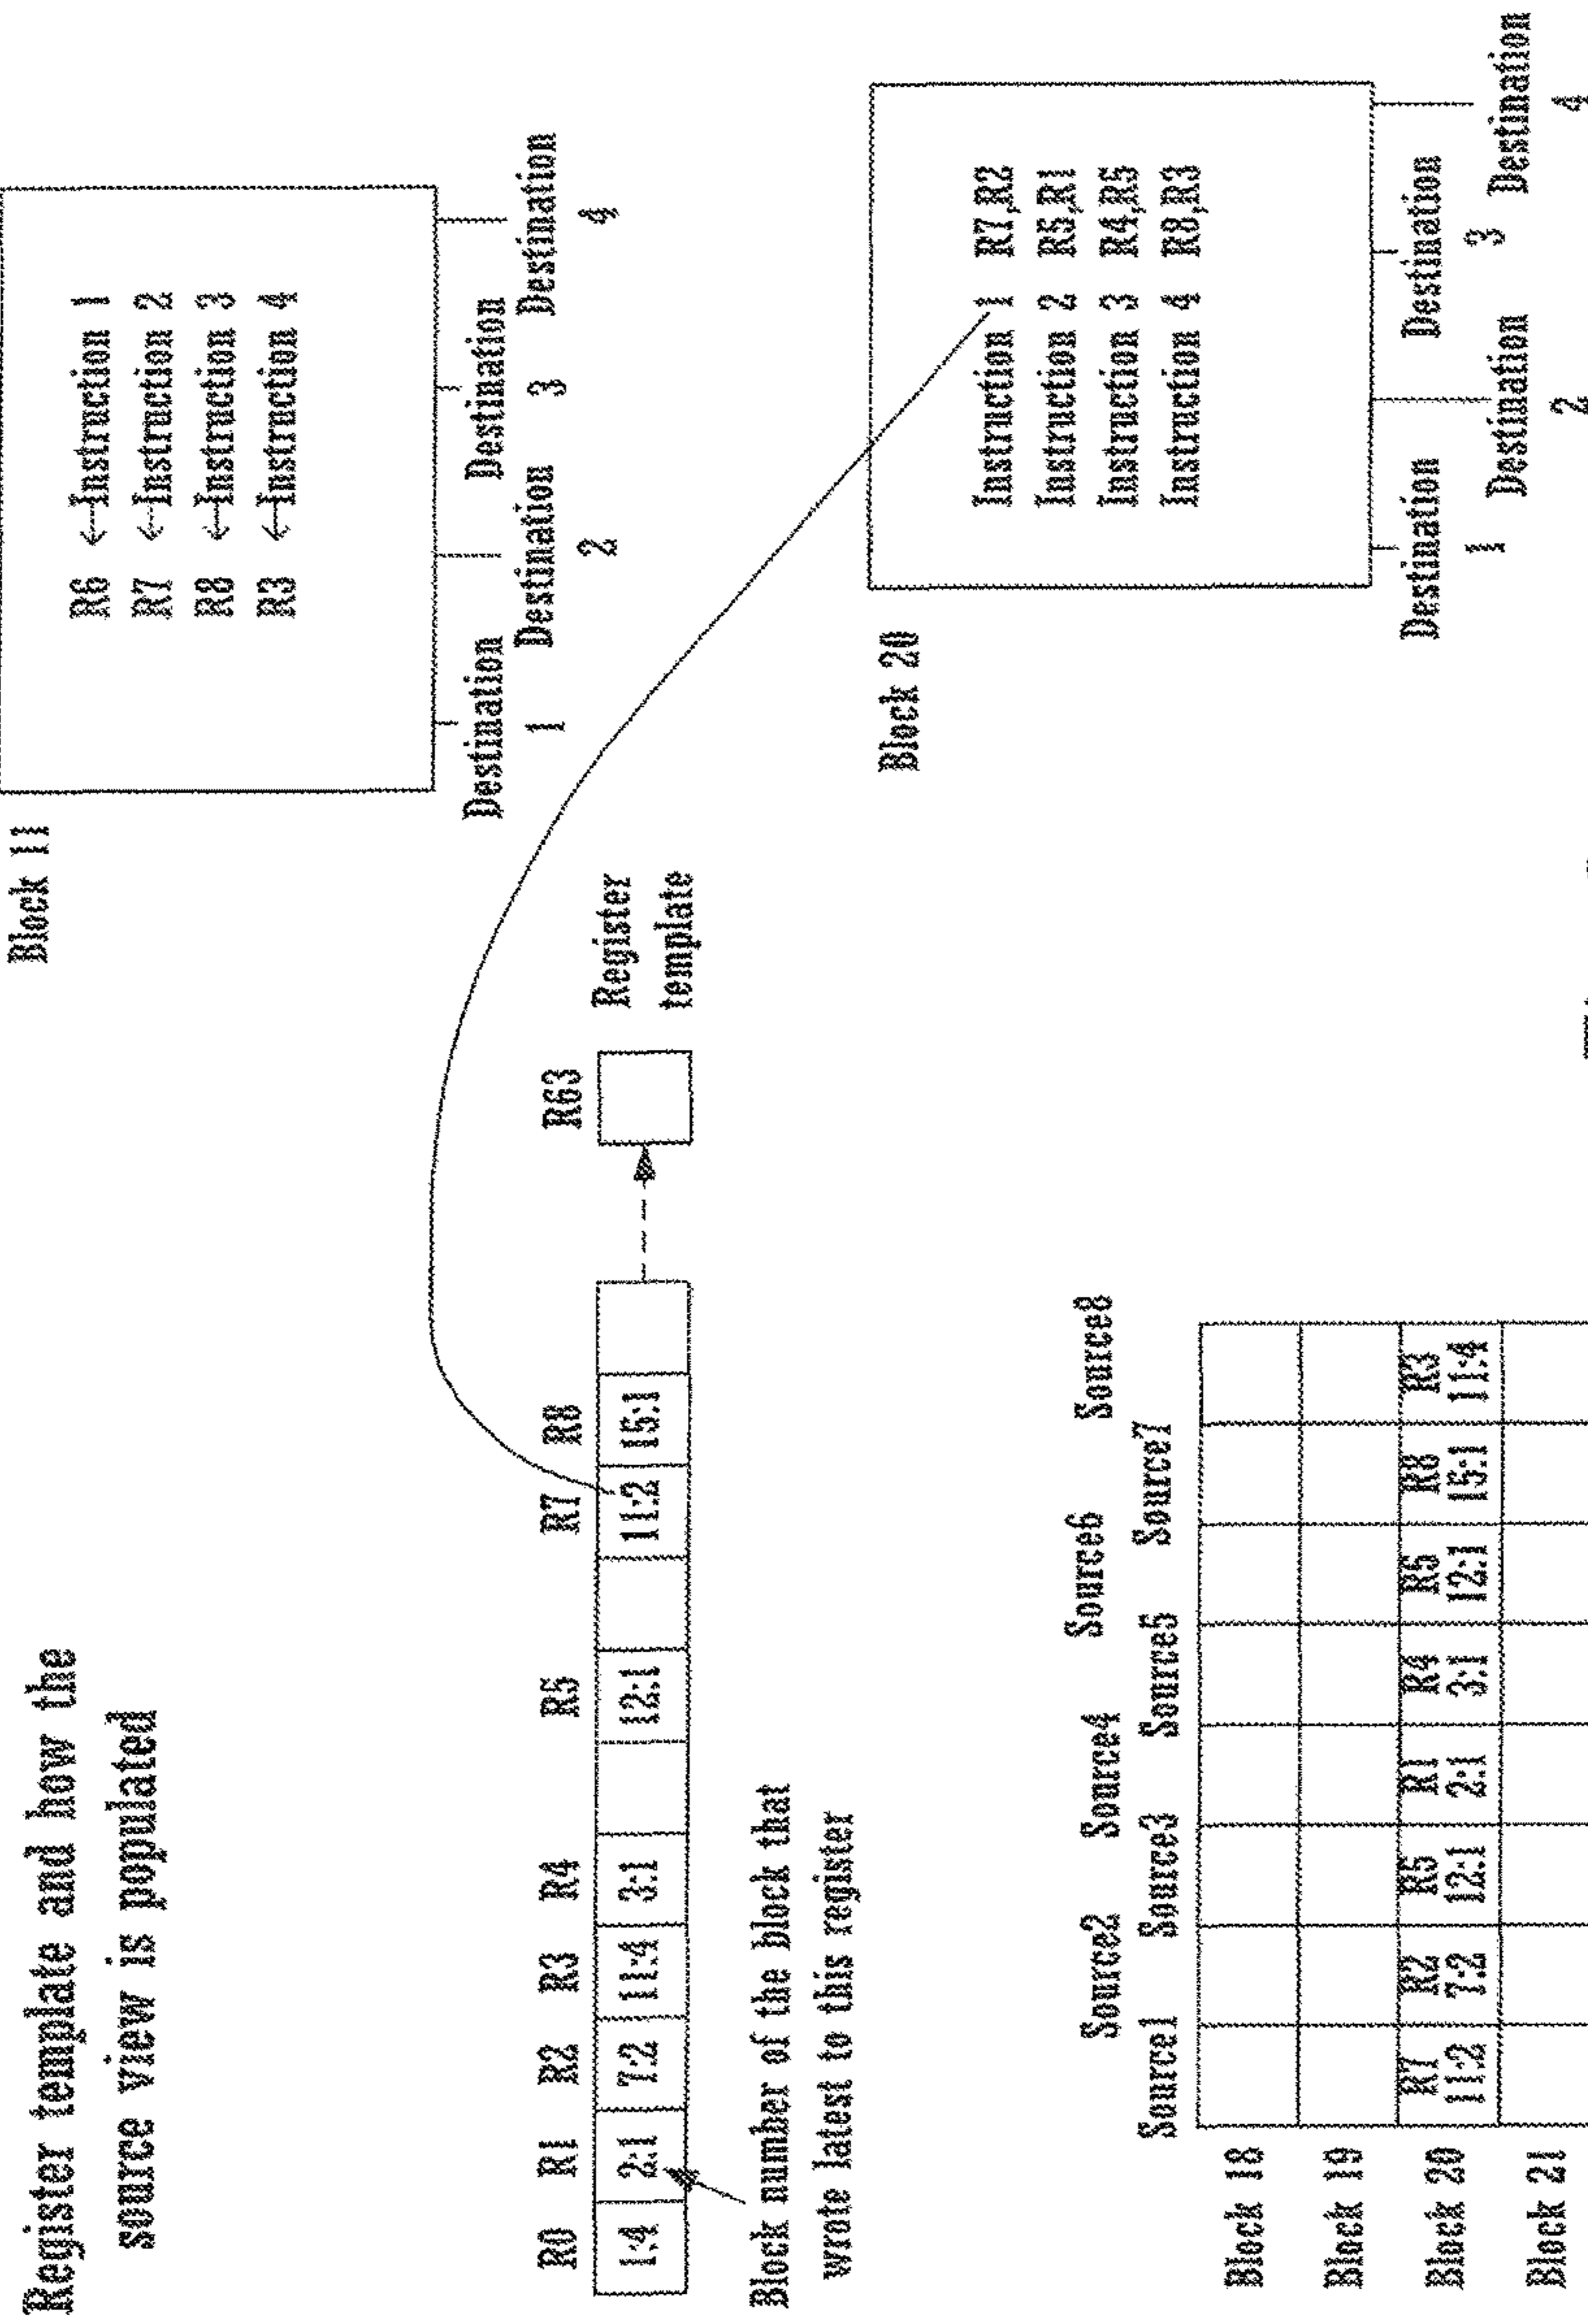 Register template and how the
source view is populated
Block 11
R6 ←Instruction 1
R7 ←Instruction 2
R8 ←Instruction 3
R3 ←Instruction 4
Destination
1
Destination
2
Destination
3
Destination
4
R0 R1 R2 R3 R4 R5 R7 R8 R63
1:4 2:1 7:2 11:4 3:1 12:1 11:2 15:1
Register
template
Block number of the block that
wrote latest to this register
Block 20
Instruction 1 R7,R2
Instruction 2 R5,R1
Instruction 3 R4,R5
Instruction 4 R8,R3
Destination
1
Destination
2
Destination
3
Destination
4
Source1 Source2 Source3 Source4 Source5 Source6 Source7 Source8
Block 18
Block 19
Block 20 R7 R2 R5 R1 R4 R5 R8 R3
11:2 7:2 12:1 2:1 3:1 12:1 15:1 11:4
Block 21